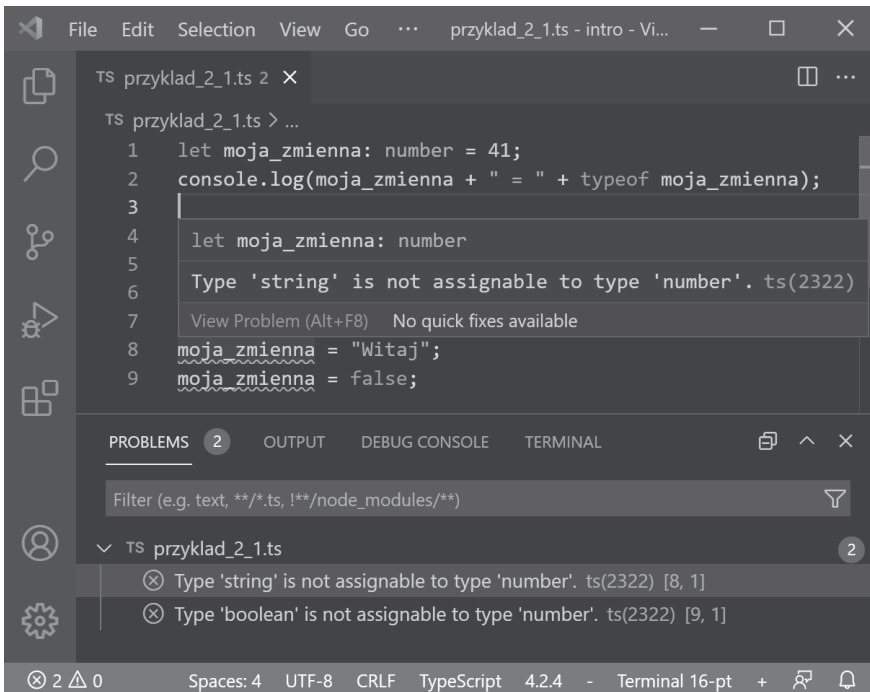 File Edit Selection View Go ··· przyklad_2_1.ts - intro - Vi...
TS przyklad_2_1.ts 2
TS przyklad_2_1.ts > ...
1 let moja_zmienna: number = 41;
2 console.log(moja_zmienna + " = " + typeof moja_zmienna);
3
4 let moja_zmienna: number
5
6 Type 'string' is not assignable to type 'number'. ts(2322)
7 View Problem (Alt+F8) No quick fixes available
8 moja_zmienna = "Witaj";
9 moja_zmienna = false;
PROBLEMS 2 OUTPUT DEBUG CONSOLE TERMINAL
Filter (e.g. text, **/*.ts, !**/node_modules/**)
TS przyklad_2_1.ts 2
Type 'string' is not assignable to type 'number'. ts(2322) [8, 1]
Type 'boolean' is not assignable to type 'number'. ts(2322) [9, 1]
2 0 Spaces: 4 UTF-8 CRLF TypeScript 4.2.4 - Terminal 16-pt +